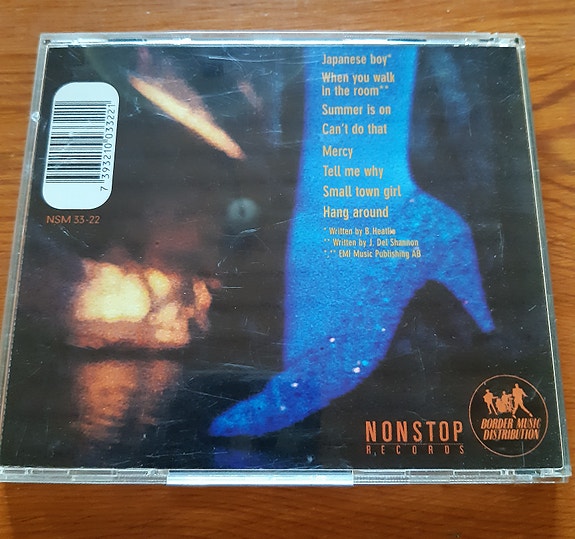 Japanese boy*
When you walk
in the room**
Summer is on
Can't do that
Mercy
Tell me why
Small town girl
Hang around
* Written by B. Heatlie
** Written by J. Del Shannon
*,** EMI Music Publishing AB
7 393210 033221
NSM 33-22
NONSTOP
RECORDS
BORDER MUSIC
DISTRIBUTION